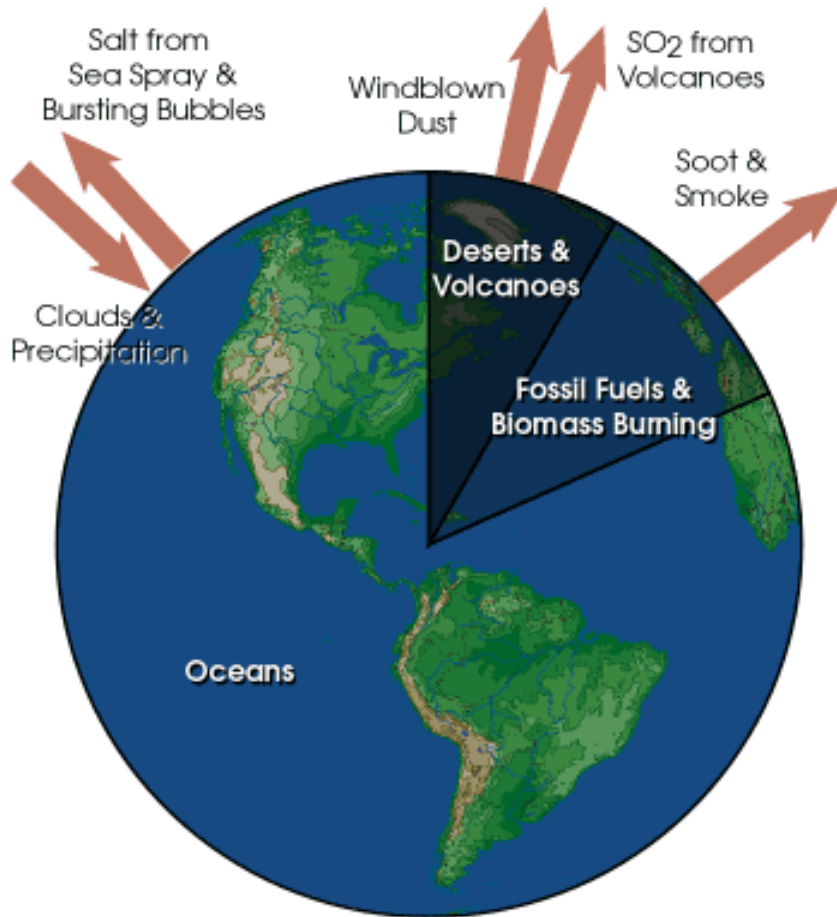 Salt from
Sea Spray &
Bursting Bubbles
Windblown
Dust
SO2 from
Volcanoes
Soot &
Smoke
Clouds &
Precipitation
Deserts &
Volcanoes
Fossil Fuels &
Biomass Burning
Oceans